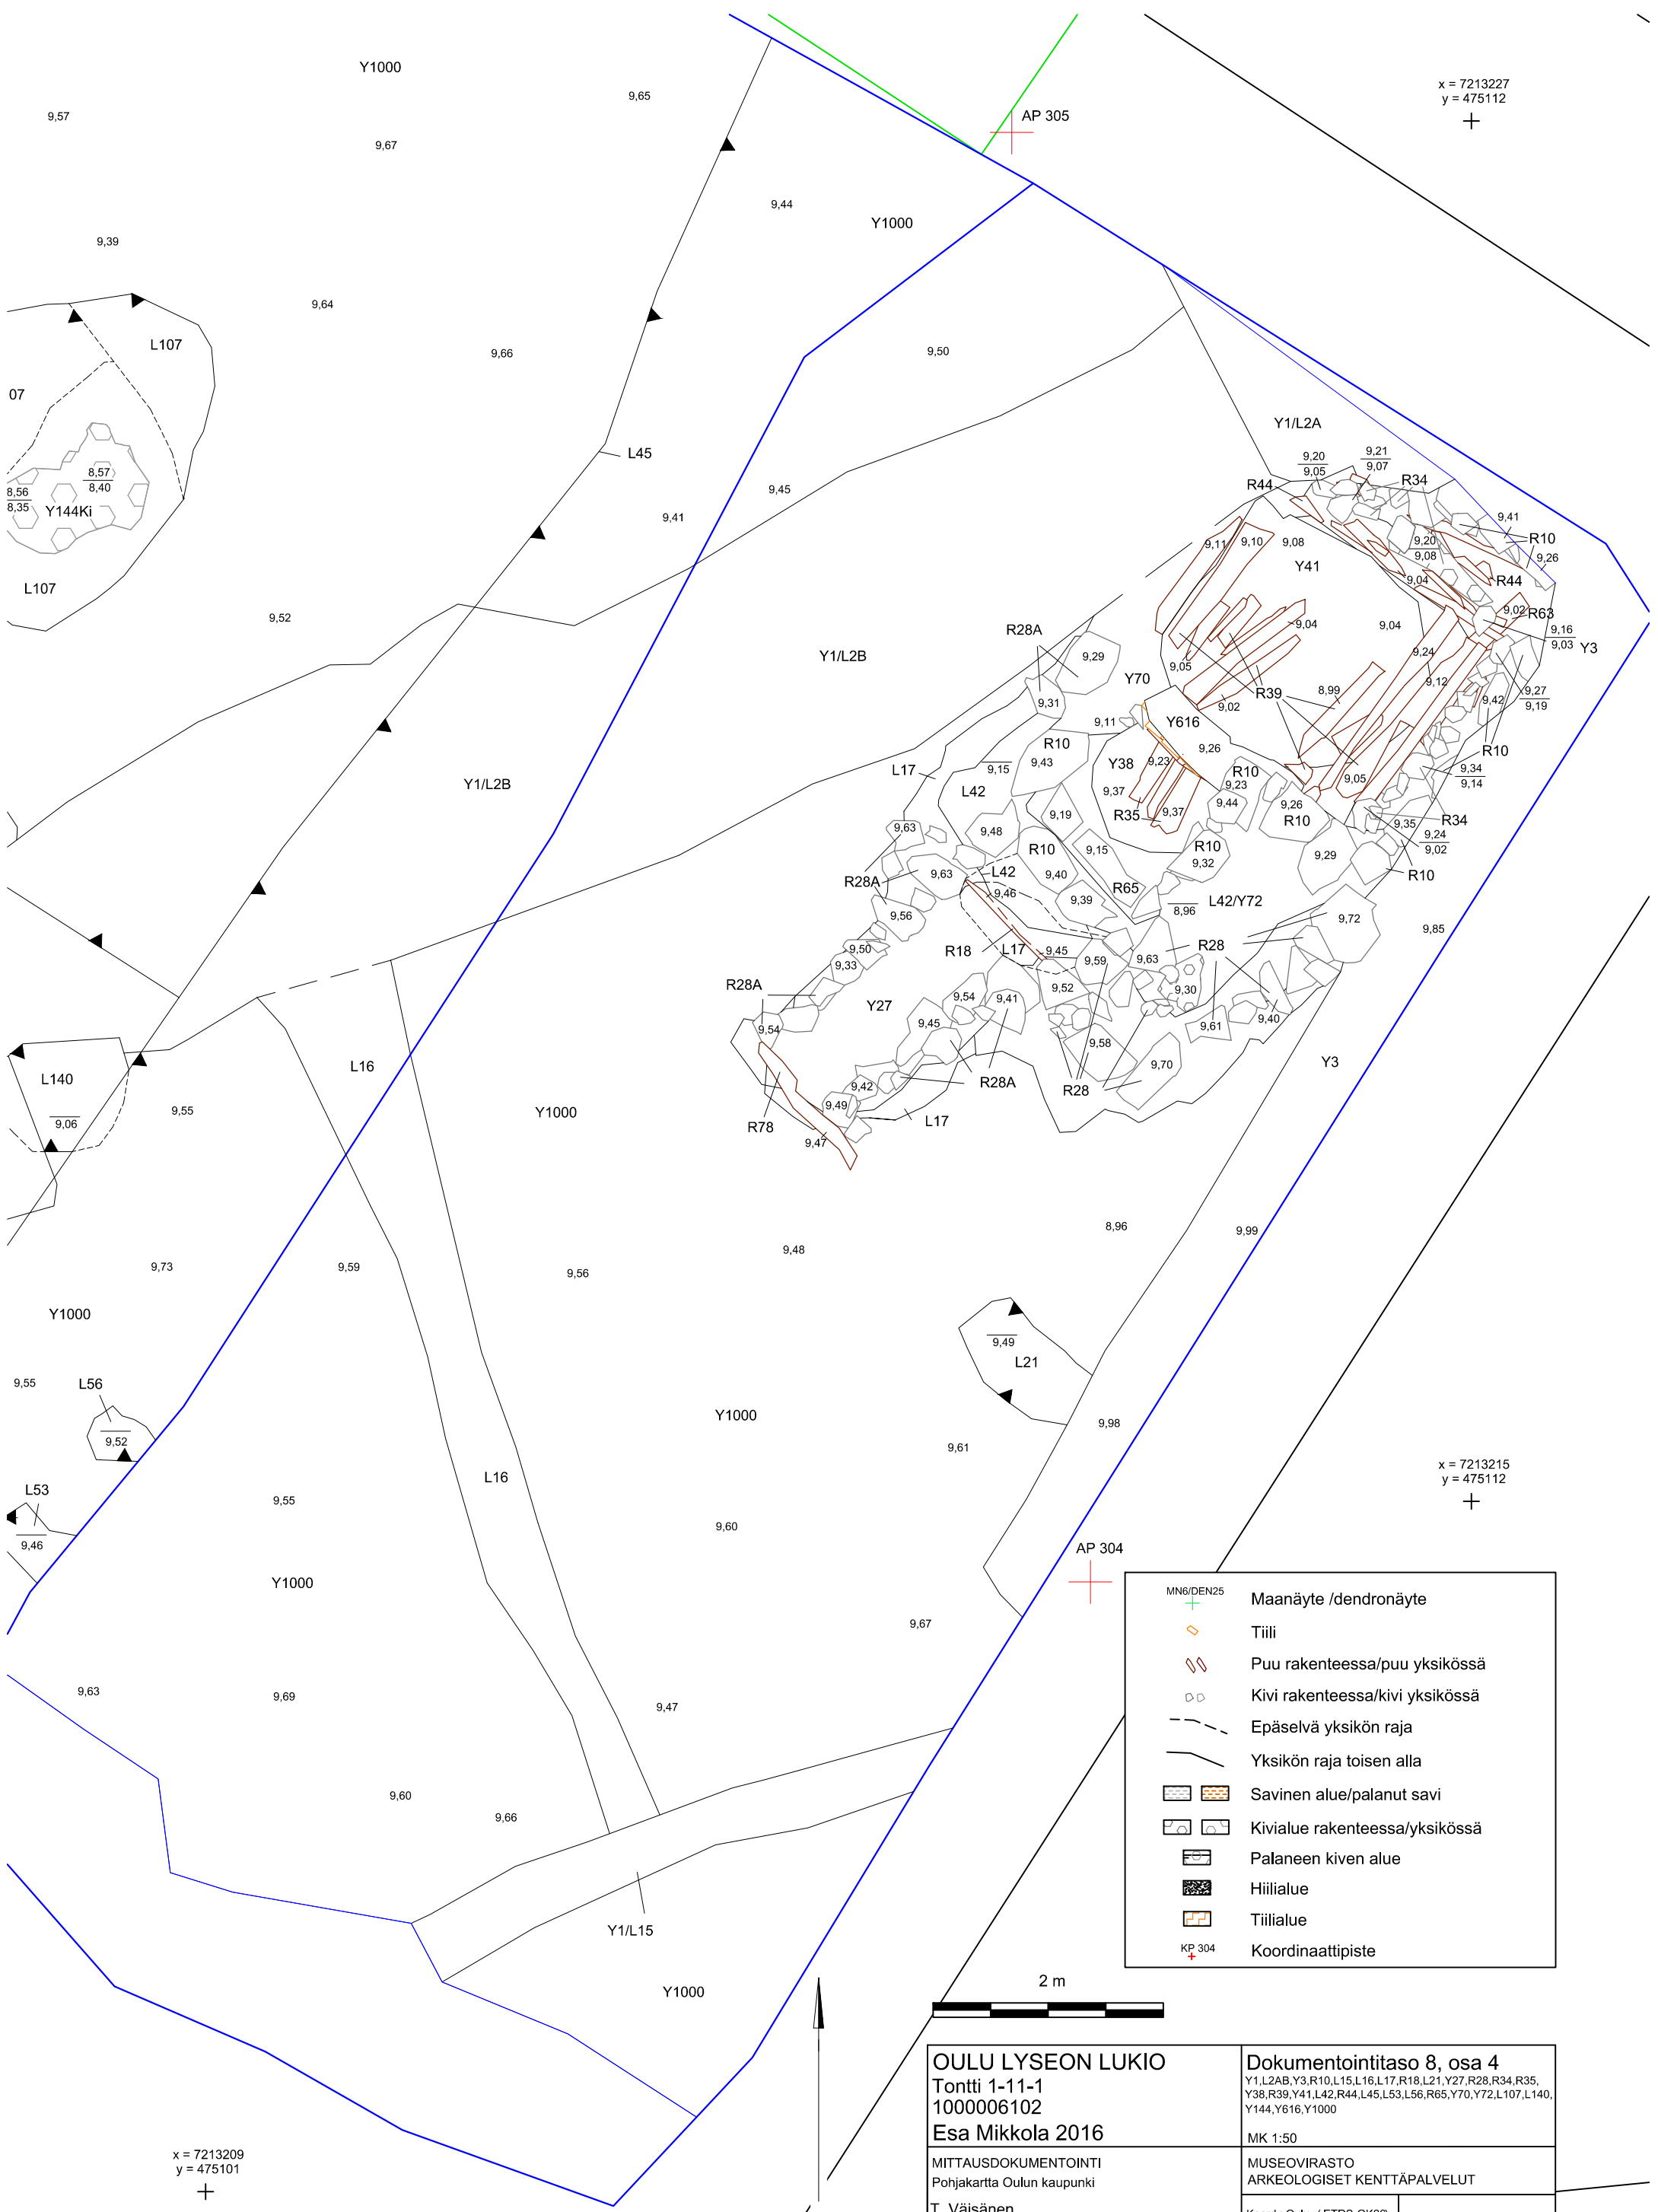 Y1000
9,57
9,65
x = 7213227
y = 475112
AP 305
9,67
9,44
Y1000
9,39
9,64
L107
9,66
9,50
07
Y1/L2A
L45
9,20
9,05
9,21
9,07
R34
R44
8,57
8,40
8,56
8,35
Y144Ki
9,45
9,41
9,41
R10
9,26
9,11
9,10
9,08
9,20
9,08
Y41
9,04
R44
L107
9,52
9,02
R63
9,04
9,04
9,16
9,03
Y3
R28A
9,29
Y1/L2B
9,05
9,24
Y70
9,12
9,27
9,19
R39
8,99
9,42
9,31
9,02
9,11
Y616
9,26
R10
9,43
R10
L17
9,15
Y38
9,23
R10
9,23
9,34
9,14
Y1/L2B
L42
9,37
9,05
9,44
9,26
R10
9,19
R35
9,37
9,35
R34
9,24
9,02
9,63
9,48
R10
9,15
R10
9,32
9,29
R28A
9,63
L42
9,40
R10
9,46
R65
9,39
8,96
L42/Y72
9,56
9,72
9,85
9,50
R18
L17
9,45
R28
9,33
9,59
9,63
R28A
9,52
9,30
9,54
9,41
Y27
9,54
9,45
9,61
9,40
9,58
L16
9,70
Y3
L140
R28A
R28
9,42
9,55
9,06
Y1000
9,49
L17
R78
9,47
8,96
9,99
9,48
9,73
9,59
9,56
Y1000
9,49
L21
9,55
L56
Y1000
9,98
9,52
9,61
x = 7213215
y = 475112
L16
L53
9,55
9,60
9,46
AP 304
Y1000
MN6/DEN25
Maanäyte /dendronäyte
9,67
Tiili
Puu rakenteessa/puu yksikössä
9,63
9,69
9,47
Kivi rakenteessa/kivi yksikössä
Epäselvä yksikön raja
Yksikön raja toisen alla
9,60
9,66
Savinen alue/palanut savi
Kivialue rakenteessa/yksikössä
Palaneen kiven alue
Hiilialue
Tiilialue
Y1/L15
KP 304
Koordinaattipiste
Y1000
2 m
OULU LYSEON LUKIO
Tontti 1-11-1
1000006102
Esa Mikkola 2016
Dokumentointitaso 8, osa 4
Y1,L2AB,Y3,R10,L15,L16,L17,R18,L21,Y27,R28,R34,R35,
Y38,R39,Y41,L42,R44,L45,L53,L56,R65,Y70,Y72,L107,L140,
Y144,Y616,Y1000
MK 1:50
MITTAUSDOKUMENTOINTI
Pohjakartta Oulun kaupunki
T. Väisänen
MUSEOVIRASTO
ARKEOLOGISET KENTTÄPALVELUT
x = 7213209
y = 475101